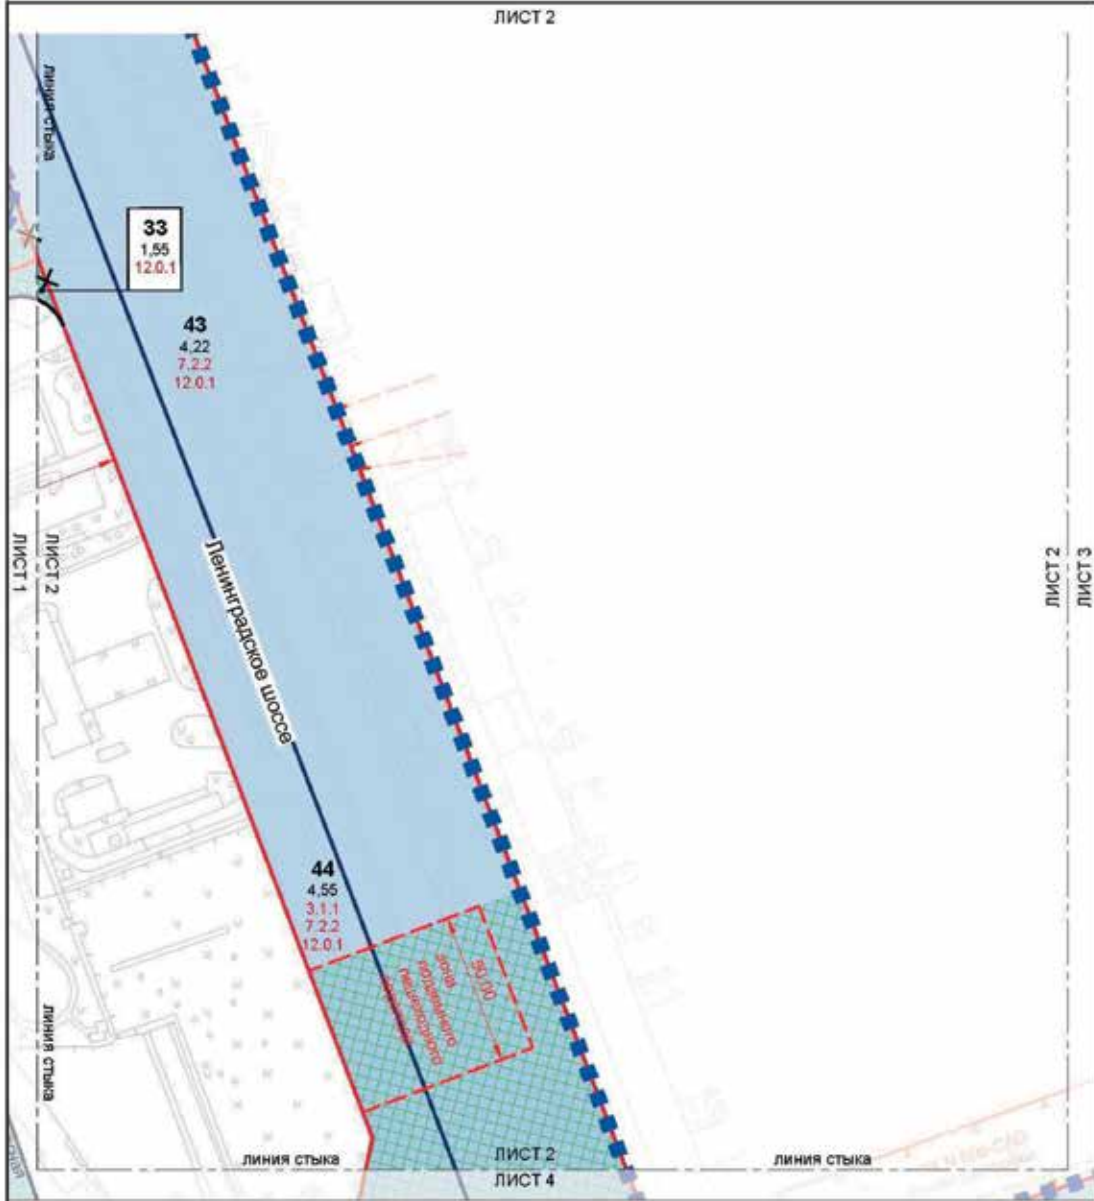 ЛИСТ 2
линия стыка
33
1,55
12.0.1
43
4,22
7.2.2
12.0.1
ЛИСТ 1
ЛИСТ 2
Ленинградское шоссе
ЛИСТ 2
ЛИСТ 3
44
4,55
3.1.1
7.2.2
12.0.1
90,00
зона
подземного
пешеходного
линия стыка
линия стыка
ЛИСТ 2
ЛИСТ 4
линия стыка